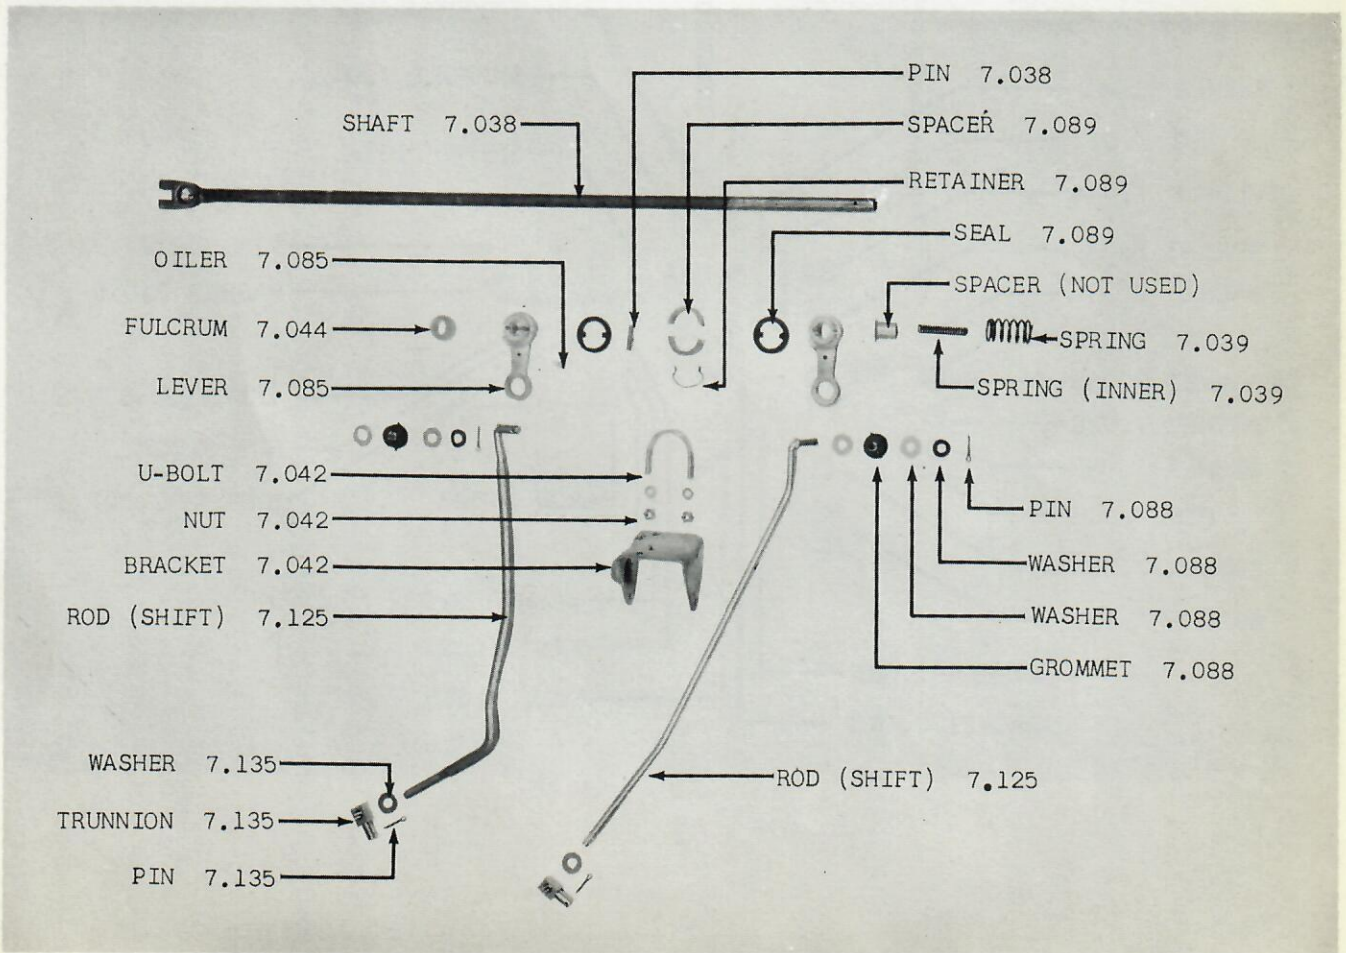 PIN 7.038
SHAFT 7.038
SPACER 7.089
RETAINER 7.089
SEAL 7.089
OILER 7.085
SPACER (NOT USED)
FULCRUM 7.044
SPRING 7.039
LEVER 7.085
SPRING (INNER) 7.039
U-BOLT 7.042
PIN 7.088
NUT 7.042
BRACKET 7.042
WASHER 7.088
ROD (SHIFT) 7.125
WASHER 7.088
GROMMET 7.088
WASHER 7.135
ROD (SHIFT) 7.125
TRUNNION 7.135
PIN 7.135